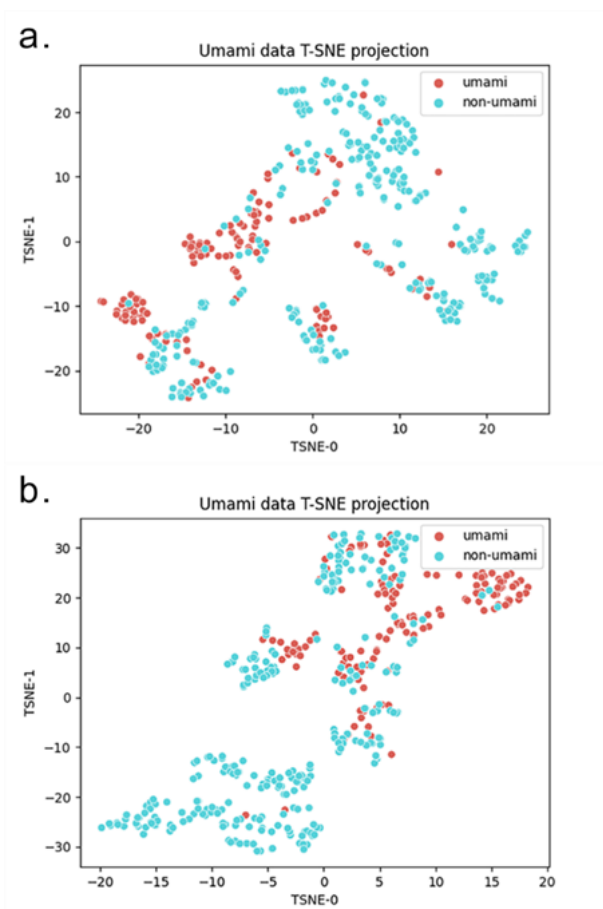 a.
Umami data T-SNE projection
umami
non-umami
20
10
0
−10
−20
TSNE-1
−20 −10 0 10 20
TSNE-0
b.
Umami data T-SNE projection
umami
non-umami
30
20
10
0
−10
−20
−30
TSNE-1
−20 −15 −10 −5 0 5 10 15 20
TSNE-0